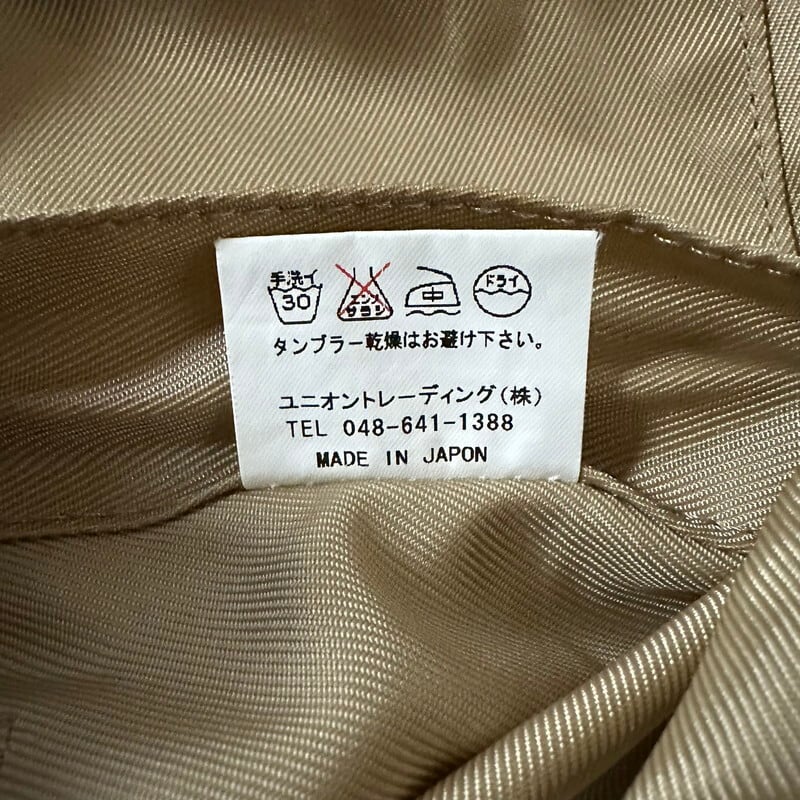 手洗イ 30 エンソ サラシ 中 ドライ
タンブラー乾燥はお避け下さい。
ユニオントレーディング(株)
TEL 048-641-1388
MADE IN JAPON